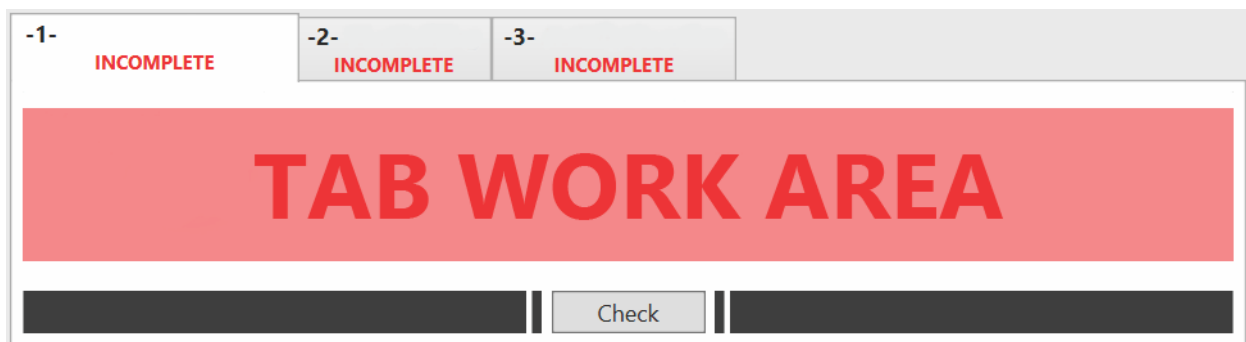 -1-
INCOMPLETE
-2-
INCOMPLETE
-3-
INCOMPLETE
TAB WORK AREA
Check